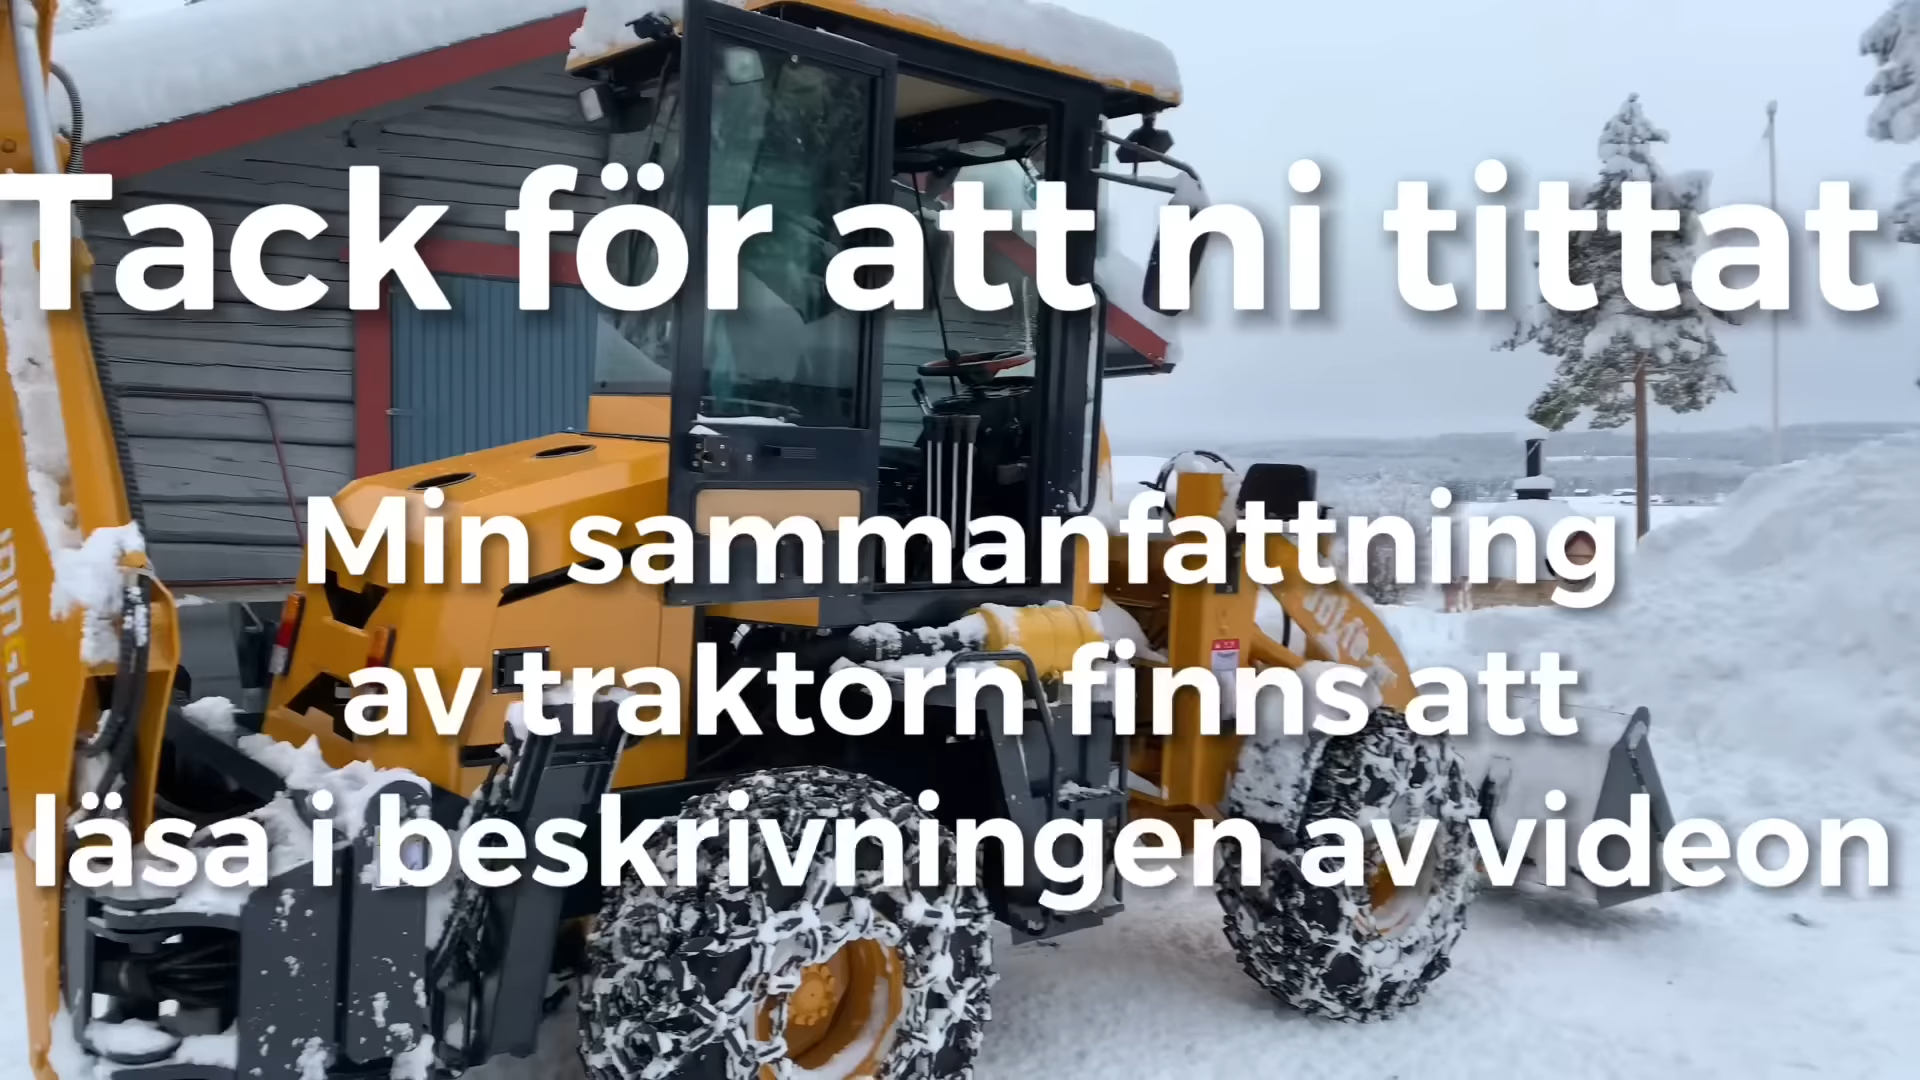 Tack för att ni tittat
Min sammanfattning
av traktorn finns att
läsa i beskrivningen av videon